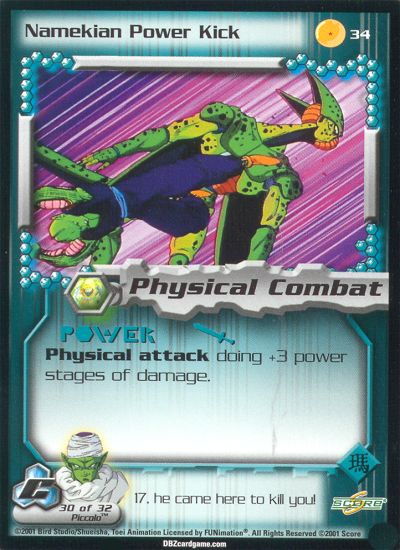 Namekian Power Kick 34
Physical Combat
POWER
Physical attack doing +3 power
stages of damage.
瑪
30 of 32
Piccolo™
17. he came here to kill you!
SCORE
©2001 Bird Studio/Shueisha, Toei Animation Licensed by FUNimation®. All Rights Reserved. ©2001 Score
DBZcardgame.com